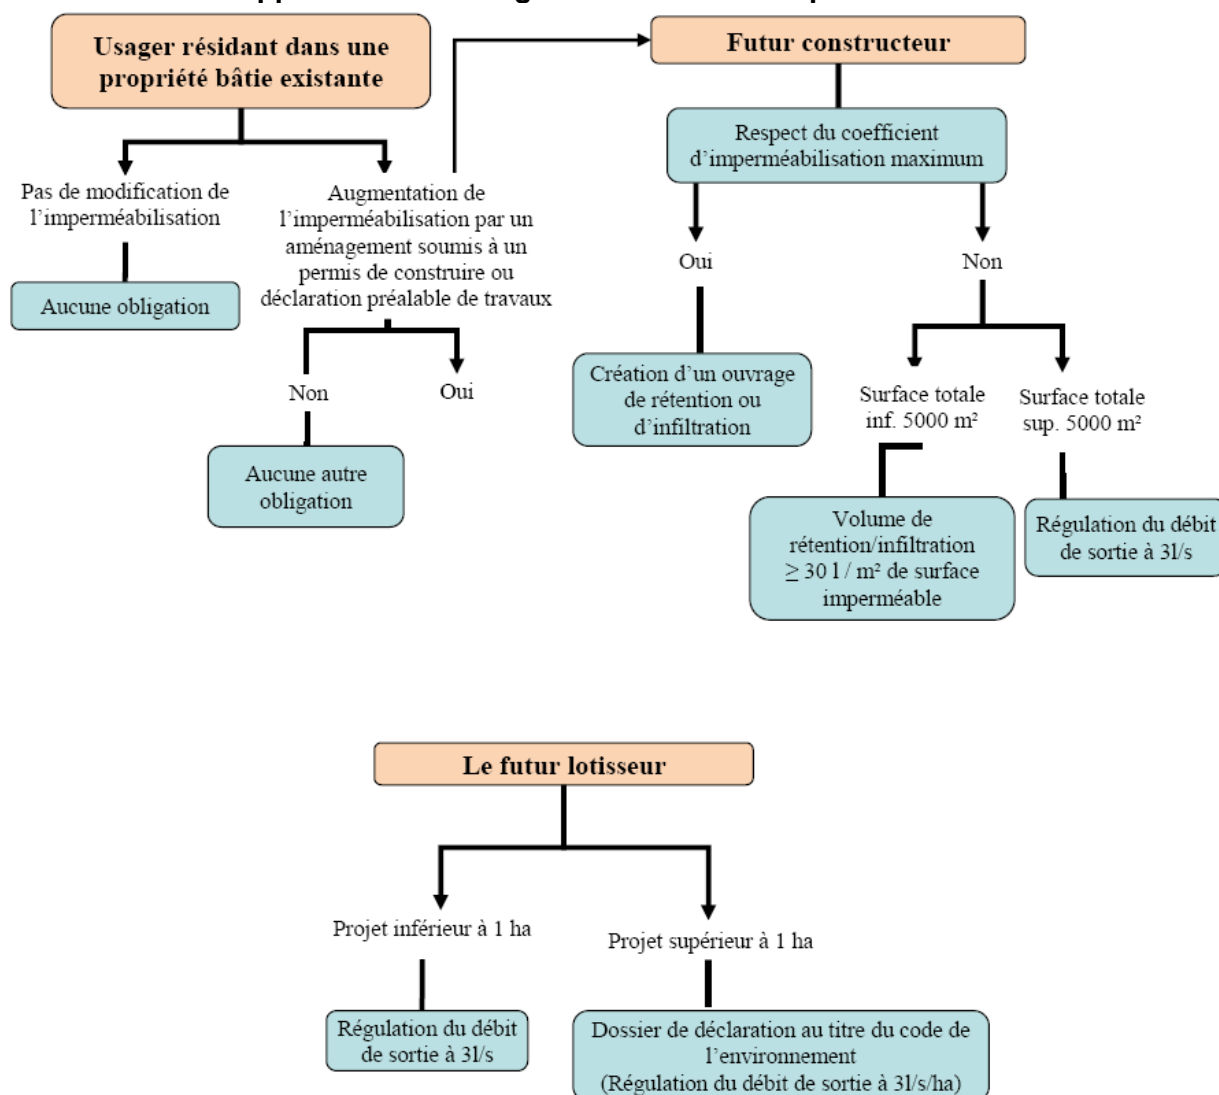 Usager résidant dans une
propriété bâtie existante
Pas de modification de
l'imperméabilisation
Aucune obligation
Augmentation de
l'imperméabilisation par un
aménagement soumis à un
permis de construire ou
déclaration préalable de travaux
Non
Oui
Aucune autre
obligation
Futur constructeur
Respect du coefficient
d'imperméabilisation maximum
Oui
Non
Création d'un ouvrage
de rétention ou
d'infiltration
Surface totale
inf. 5000 m²
Surface totale
sup. 5000 m²
Volume de
rétention/infiltration
≥ 30 l / m² de surface
imperméable
Régulation du débit
de sortie à 3l/s
Le futur lotisseur
Projet inférieur à 1 ha
Projet supérieur à 1 ha
Régulation du débit
de sortie à 3l/s
Dossier de déclaration au titre du code de
l'environnement
(Régulation du débit de sortie à 3l/s/ha)